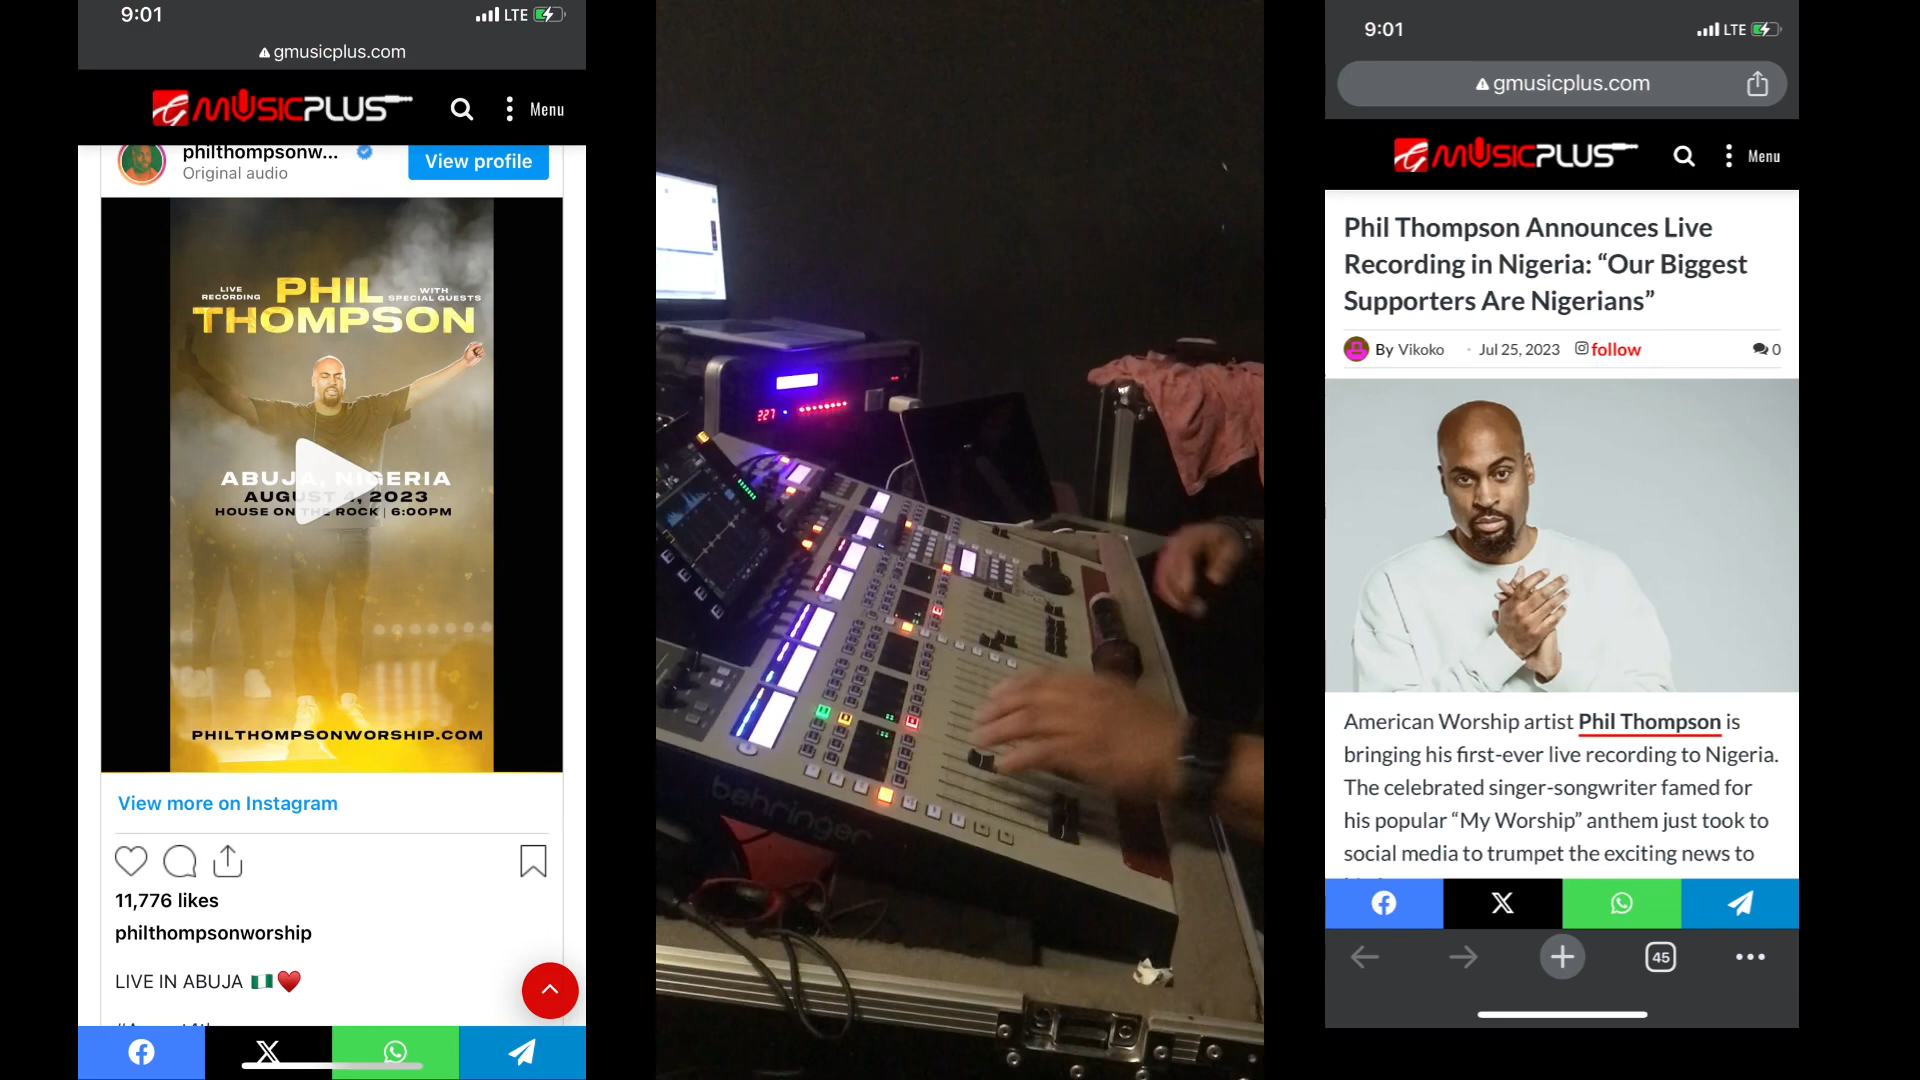 9:01
LTE
gmusicplus.com
MUSICPLUS
Menu
philthompsonw...
View profile
Original audio
LIVE
RECORDING
PHIL
WITH
SPECIAL GUESTS
THOMPSON
ABUJA, NIGERIA
AUGUST 4, 2023
HOUSE ON THE ROCK | 6:00PM
PHILTHOMPSONWORSHIP.COM
View more on Instagram
11,776 likes
philthompsonworship
LIVE IN ABUJA 🇳🇬♥️
227
behringer
9:01
LTE
gmusicplus.com
MUSICPLUS
Menu
Phil Thompson Announces Live
Recording in Nigeria: “Our Biggest
Supporters Are Nigerians”
By Vikoko
· Jul 25, 2023
follow
0
American Worship artist Phil Thompson is
bringing his first-ever live recording to Nigeria.
The celebrated singer-songwriter famed for
his popular “My Worship” anthem just took to
social media to trumpet the exciting news to
45